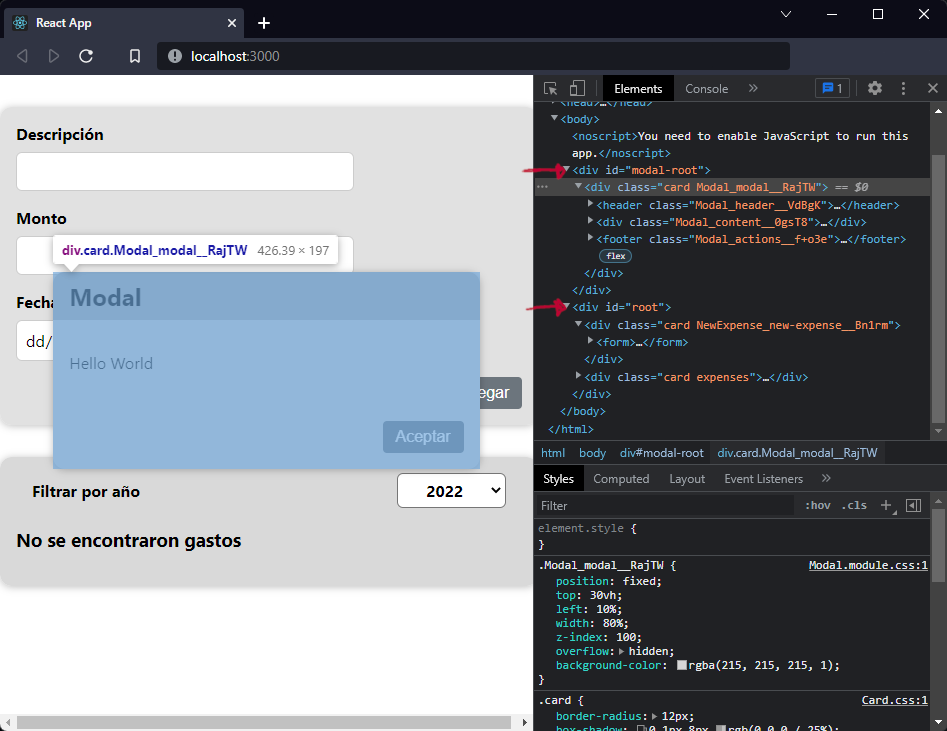 React App
localhost:3000
Descripción
Monto
div.card.Modal_modal__RajTW 426.39 × 197
Modal
Fecha
dd/
Hello World
egar
Aceptar
Filtrar por año
2022
No se encontraron gastos
Elements Console » 1
<head>…</head>
<body>
<noscript>You need to enable JavaScript to run this
app.</noscript>
<div id="modal-root">
<div class="card Modal_modal__RajTW"> == $0
<header class="Modal_header__VdBgK">…</header>
<div class="Modal_content__0gsT8">…</div>
<footer class="Modal_actions__f+o3e">…</footer>
flex
</div>
</div>
<div id="root">
<div class="card NewExpense_new-expense__Bn1rm">
<form>…</form>
</div>
<div class="card expenses">…</div>
</div>
</body>
</html>
html body div#modal-root div.card.Modal_modal__RajTW
Styles Computed Layout Event Listeners »
Filter :hov .cls +
element.style {
}
.Modal_modal__RajTW { Modal.module.css:1
position: fixed;
top: 30vh;
left: 10%;
width: 80%;
z-index: 100;
overflow: hidden;
background-color: rgba(215, 215, 215, 1);
}
.card { Card.css:1
border-radius: 12px;
box-shadow: 0 1px 8px rgb(0 0 0 / 25%);